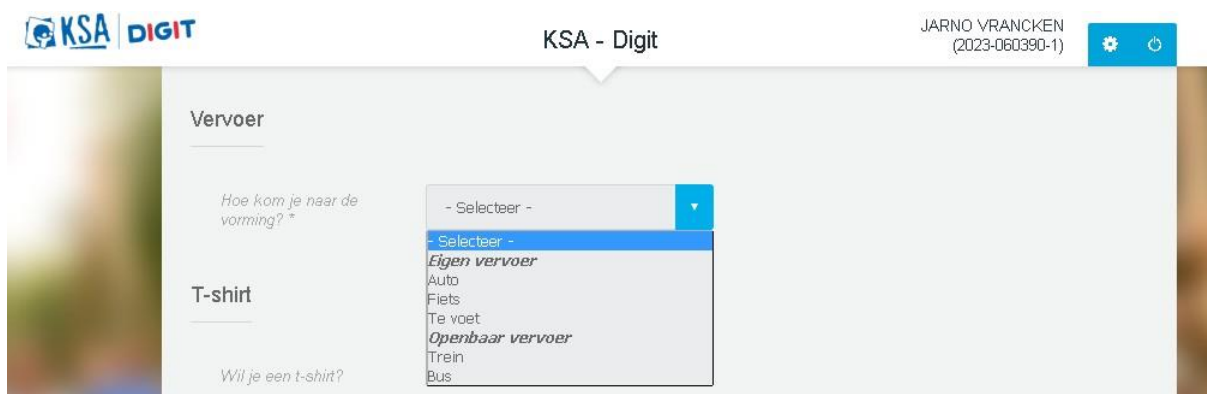 KSA DIGIT
KSA - Digit
JARNO VRANCKEN
(2023-060390-1)
Vervoer
Hoe kom je naar de
vorming? *
- Selecteer -
- Selecteer -
Eigen vervoer
Auto
Fiets
Te voet
Openbaar vervoer
Trein
Bus
T-shirt
Wil je een t-shirt?